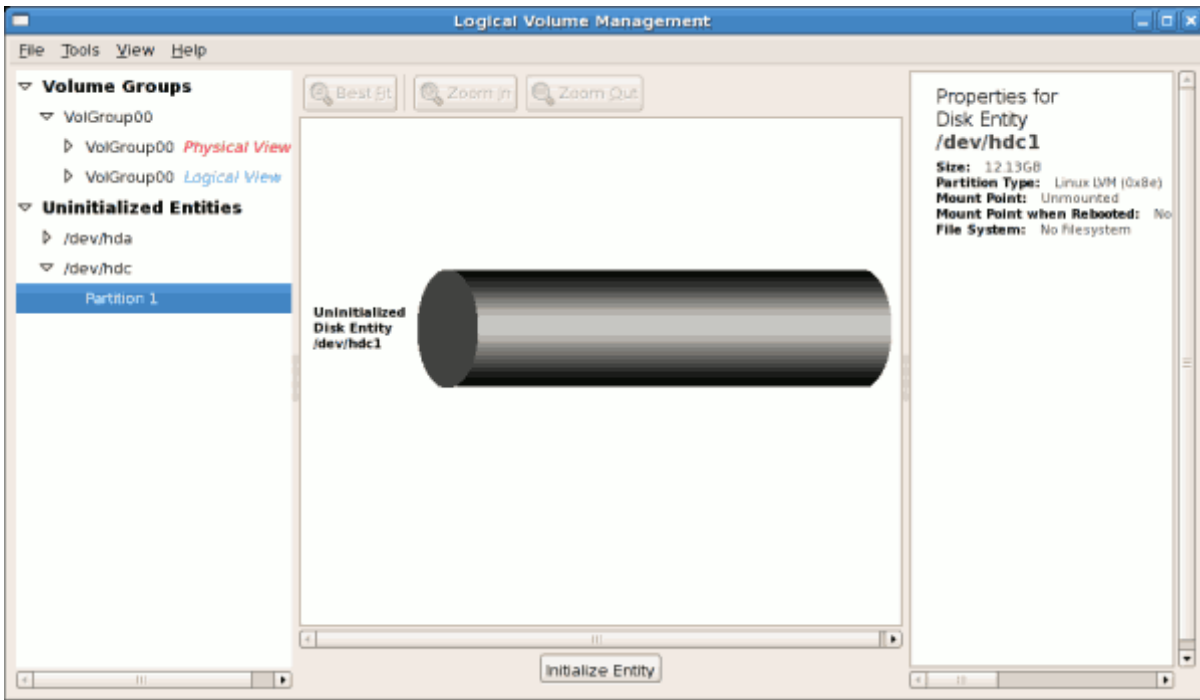 Logical Volume Management
File Tools View Help
Volume Groups
VolGroup00
VolGroup00 Physical View
VolGroup00 Logical View
Uninitialized Entities
/dev/hda
/dev/hdc
Partition 1
Best Fit Zoom In Zoom Out
Uninitialized
Disk Entity
/dev/hdc1
Initialize Entity
Properties for
Disk Entity
/dev/hdc1
Size: 12.13GB
Partition Type: Linux LVM (0x8e)
Mount Point: Unmounted
Mount Point when Rebooted: No
File System: No Filesystem